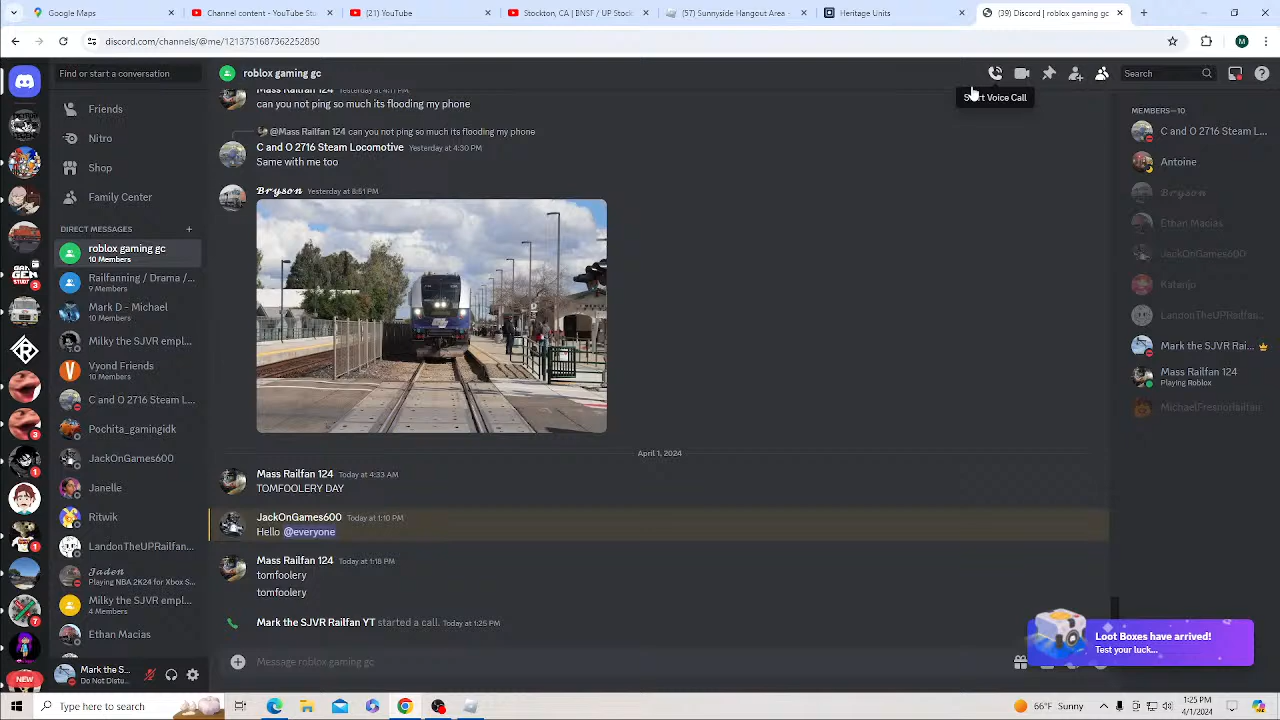 Google Maps
Channel content - YouTube St
(21) YouTube
Stockton, CA | BNSF / UP Stock
(57) Sunnyside Hangout Area
Heritage Units
(39) Discord | roblox gaming gc
discord.com/channels/@me/1213751687362252850
M
Find or start a conversation
roblox gaming gc
Search
Start Voice Call
Friends
Nitro
Shop
Family Center
DIRECT MESSAGES
roblox gaming gc
10 Members
Railfanning / Drama /...
9 Members
Mark D - Michael
10 Members
Milky the SJVR empl...
Vyond Friends
10 Members
C and O 2716 Steam L...
Pochita_gamingidk
JackOnGames600
Janelle
Ritwik
LandonTheUPRailfan...
Jaden
Playing NBA 2K24 for Xbox S...
Milky the SJVR empl...
4 Members
Ethan Macias
Mark the S...
Do Not Distu...
3
3
1
1
7
NEW
Mass Railfan 124 Yesterday at 4:11 PM
can you not ping so much its flooding my phone
@Mass Railfan 124 can you not ping so much its flooding my phone
C and O 2716 Steam Locomotive Yesterday at 4:30 PM
Same with me too
Bryson Yesterday at 8:51 PM
April 1, 2024
Mass Railfan 124 Today at 4:33 AM
TOMFOOLERY DAY
JackOnGames600 Today at 1:10 PM
Hello @everyone
Mass Railfan 124 Today at 1:18 PM
tomfoolery
tomfoolery
Mark the SJVR Railfan YT started a call. Today at 1:25 PM
Message roblox gaming gc
MEMBERS—10
C and O 2716 Steam L...
Antoine
Bryson
Ethan Macias
JackOnGames600
Katanjo
LandonTheUPRailfan...
Mark the SJVR Rai...
Mass Railfan 124
Playing Roblox
MichaelFresnoRailfan
Loot Boxes have arrived!
Test your luck...
Type here to search
66°F Sunny
1:25 PM
4/1/2024